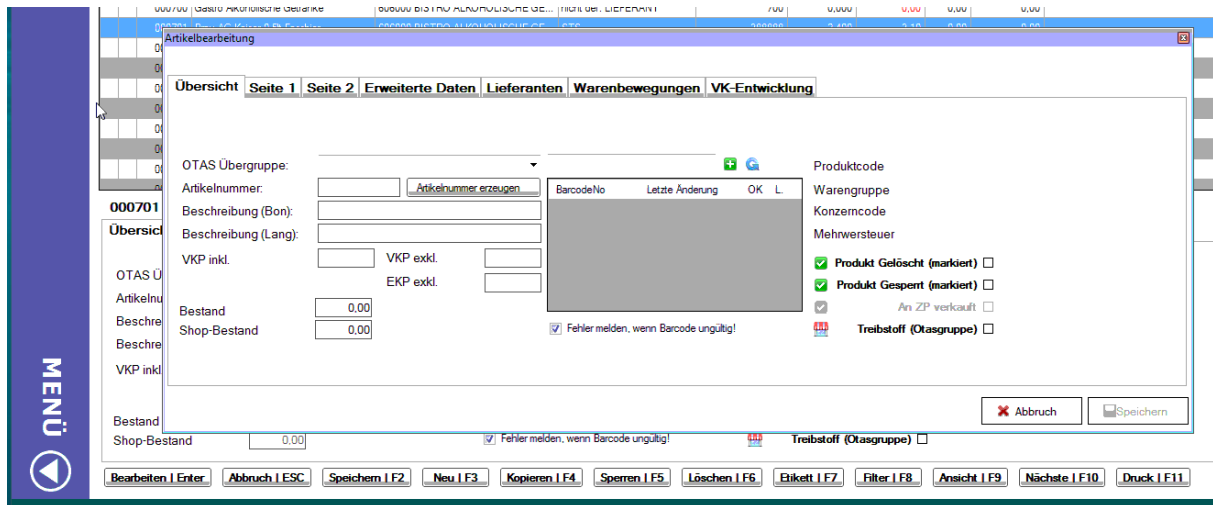 000700 Gastro Alkoholische Getränke 606000 BISTRO ALKOHOLISCHE GE... nicht def. LIEFERANT 700 0,000 0,00 0,00 0,00
Artikelbearbeitung
Übersicht Seite 1 Seite 2 Erweiterte Daten Lieferanten Warenbewegungen VK-Entwicklung
OTAS Übergruppe: Produktcode
Artikelnummer: Artikelnummer erzeugen BarcodeNo Letzte Änderung OK L. Warengruppe
Beschreibung (Bon): Konzerncode
Beschreibung (Lang): Mehrwersteuer
VKP inkl. VKP exkl. Produkt Gelöscht (markiert)
EKP exkl. Produkt Gesperrt (markiert)
Bestand 0,00 An ZP verkauft
Shop-Bestand 0,00 Fehler melden, wenn Barcode ungültig! Treibstoff (Otasgruppe)
Abbruch Speichern
000701
Übersicl
OTAS Ü
Artikelnu
Beschre
Beschre
VKP inkl
Bestand
Shop-Bestand 0.00 Fehler melden, wenn Barcode ungültig! Treibstoff (Otasgruppe)
MENÜ
Bearbeiten | Enter Abbruch | ESC Speichern | F2 Neu | F3 Kopieren | F4 Sperren | F5 Löschen | F6 Etikett | F7 Filter | F8 Ansicht | F9 Nächste | F10 Druck | F11